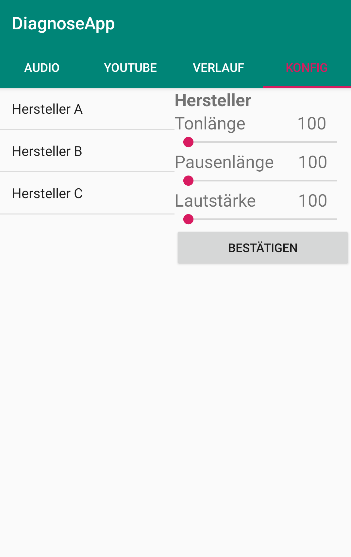 DiagnoseApp
AUDIO YOUTUBE VERLAUF KONFIG
Hersteller A
Hersteller B
Hersteller C
Hersteller
Tonlänge 100
Pausenlänge 100
Lautstärke 100
BESTÄTIGEN